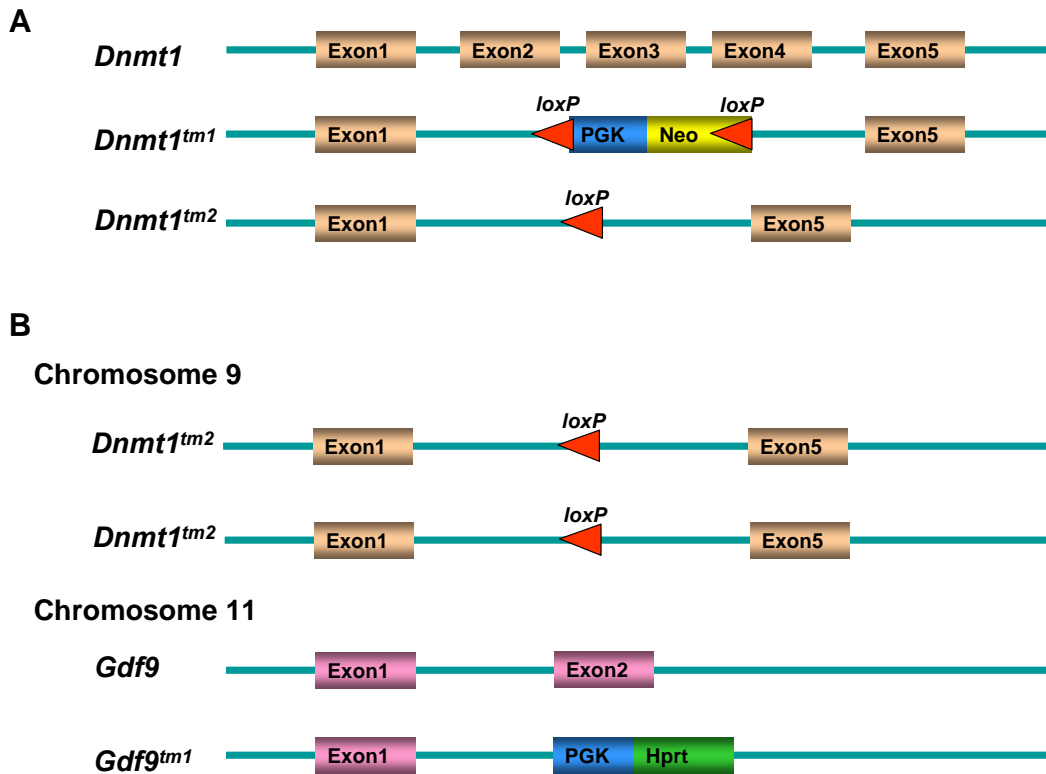 A
Dnmt1 Exon1 Exon2 Exon3 Exon4 Exon5
loxP loxP
Dnmt1tm1 Exon1 PGK Neo Exon5
loxP
Dnmt1tm2 Exon1 Exon5
B
Chromosome 9
loxP
Dnmt1tm2 Exon1 Exon5
loxP
Dnmt1tm2 Exon1 Exon5
Chromosome 11
Gdf9 Exon1 Exon2
Gdf9tm1 Exon1 PGK Hprt